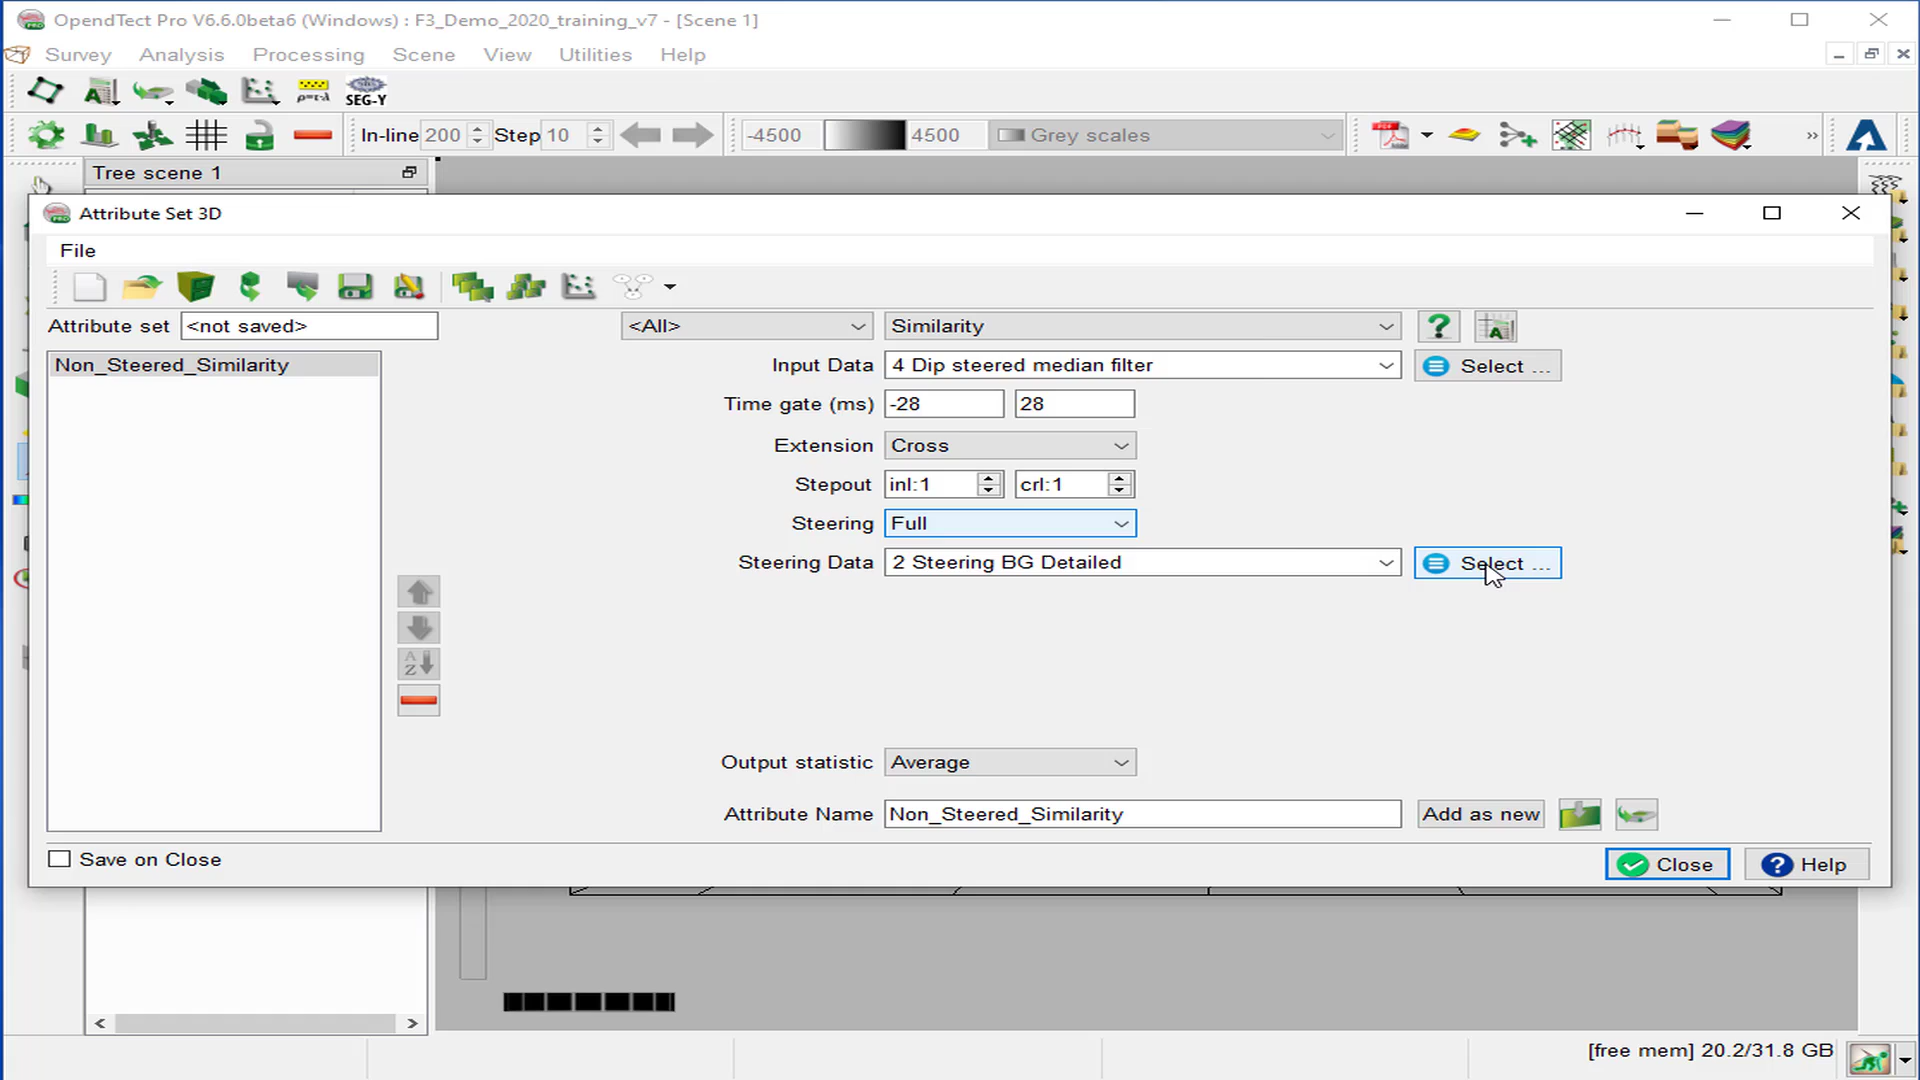 OpendTect Pro V6.6.0beta6 (Windows) : F3_Demo_2020_training_v7 - [Scene 1]
Survey Analysis Processing Scene View Utilities Help
SEG-Y
In-line 200 Step 10 -4500 4500 Grey scales
Tree scene 1
Attribute Set 3D
File
Attribute set <not saved> <All> Similarity
Non_Steered_Similarity
Input Data 4 Dip steered median filter Select ...
Time gate (ms) -28 28
Extension Cross
Stepout inl:1 crl:1
Steering Full
Steering Data 2 Steering BG Detailed Select ...
Output statistic Average
Attribute Name Non_Steered_Similarity Add as new
Save on Close
Close Help
[free mem] 20.2/31.8 GB